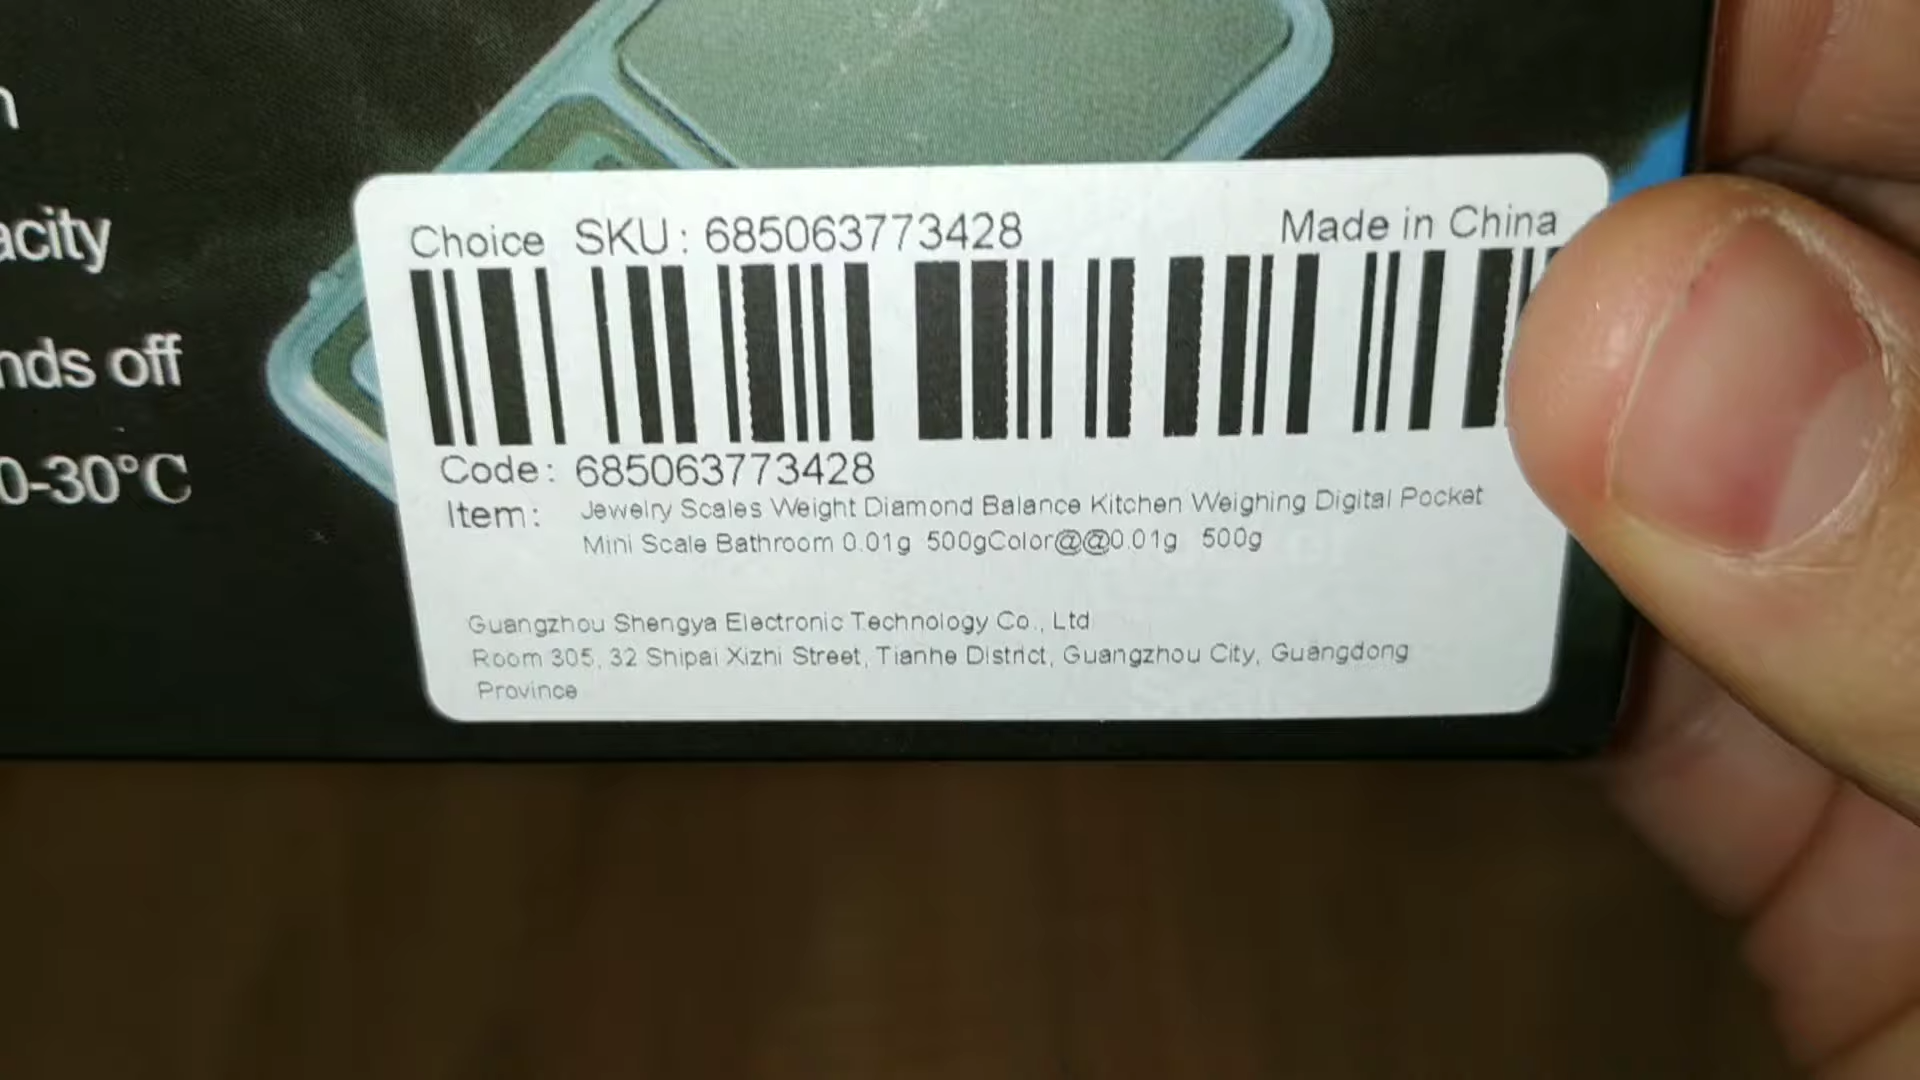 acity
nds off
0-30°C
Choice SKU: 685063773428 Made in China
Code: 685063773428
Item: Jewelry Scales Weight Diamond Balance Kitchen Weighing Digital Pocket
Mini Scale Bathroom 0.01g 500gColor@@0.01g 500g
Guangzhou Shengya Electronic Technology Co., Ltd
Room 305, 32 Shipai Xizhi Street, Tianhe District, Guangzhou City, Guangdong
Province